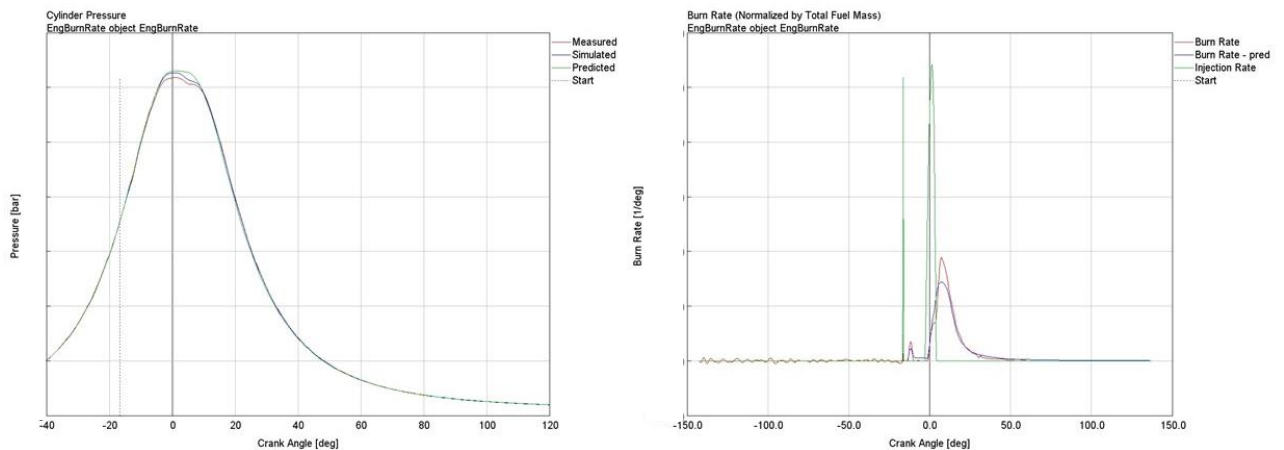 Cylinder Pressure
EngBurnRate object EngBurnRate
Measured
Simulated
Predicted
Start
Pressure [bar]
-40
-20
0
20
40
60
80
100
120
Crank Angle [deg]
Burn Rate (Normalized by Total Fuel Mass)
EngBurnRate object EngBurnRate
Burn Rate
Burn Rate - pred
Injection Rate
Start
Burn Rate [1/deg]
-150.0
-100.0
-50.0
0
50.0
100.0
150.0
Crank Angle [deg]